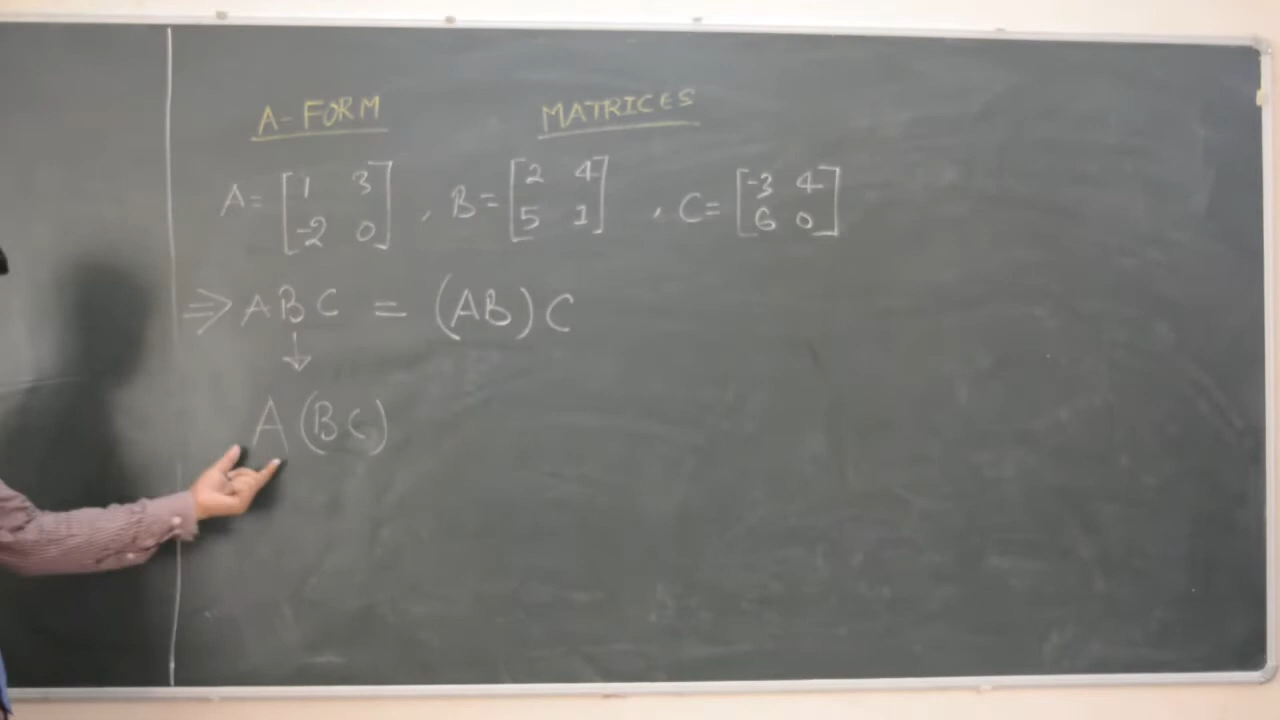 A-FORM MATRICES
A= [1 3 -2 0] , B= [2 4 5 1] , C= [-3 4 6 0]
⇒ ABC = (AB) C
↓
A (BC)